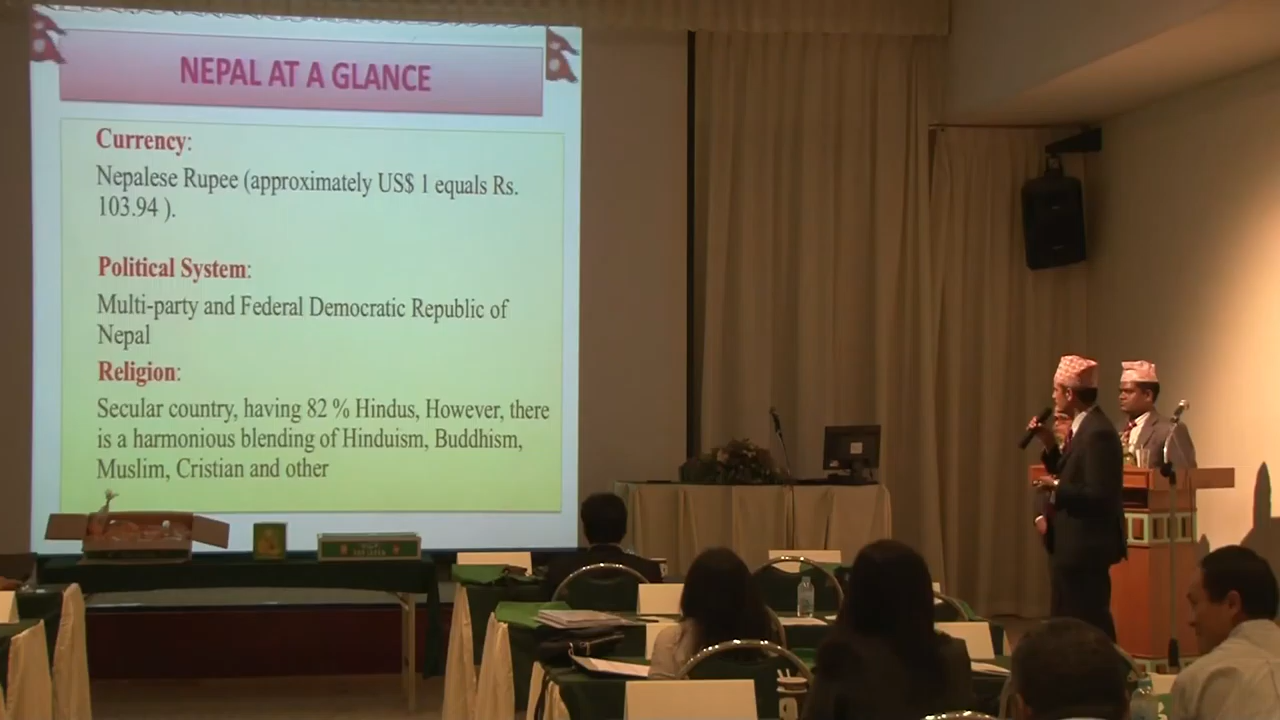 NEPAL AT A GLANCE
Currency:
Nepalese Rupee (approximately US$ 1 equals Rs.
103.94 ).
Political System:
Multi-party and Federal Democratic Republic of
Nepal
Religion:
Secular country, having 82 % Hindus, However, there
is a harmonious blending of Hinduism, Buddhism,
Muslim, Cristian and other